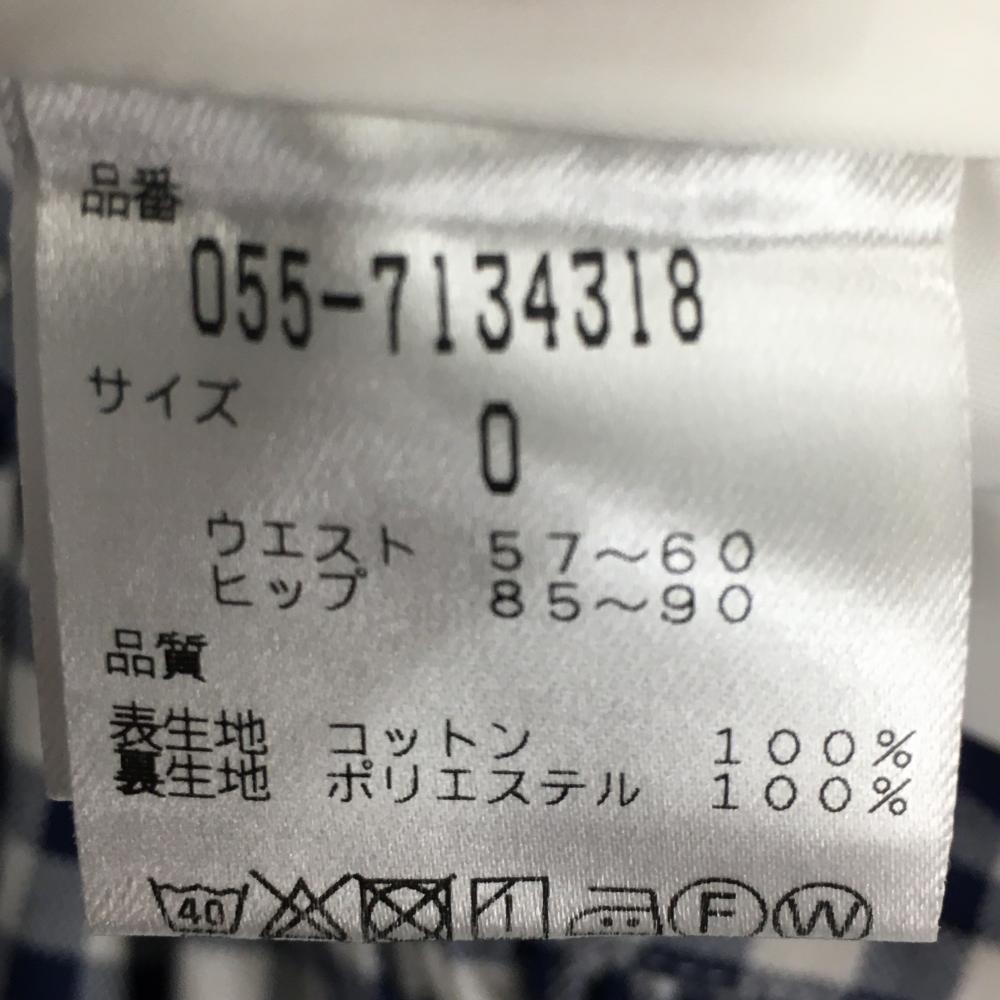 品番
055-7134318
サイズ
0
ウエスト 57～60
ヒップ 85～90
品質
表生地 コットン 100%
裏生地 ポリエステル 100%
40 F W